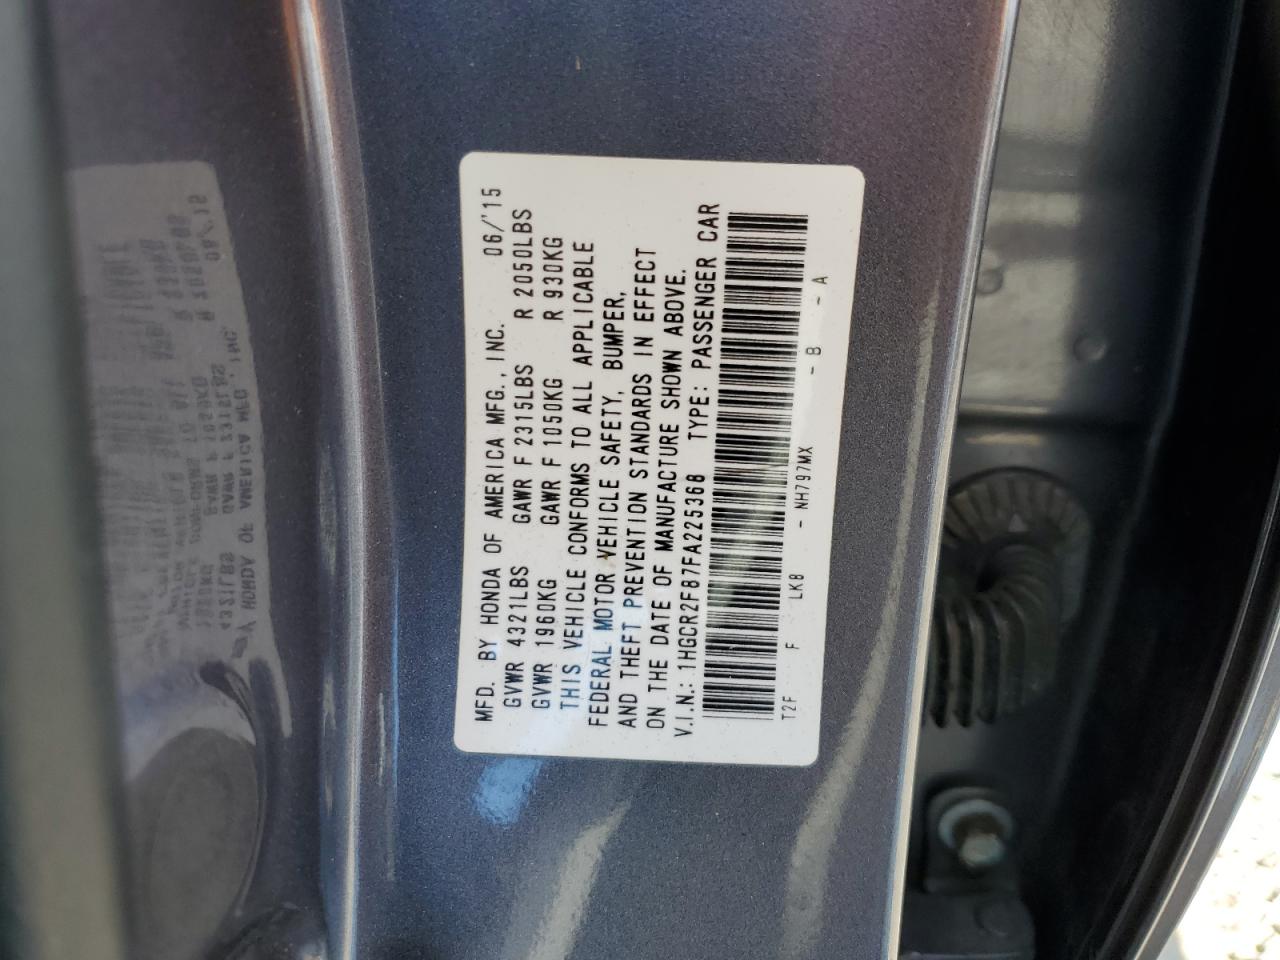 MFD. BY HONDA OF AMERICA MFG., INC. 06/'15
GVWR 4321LBS GAWR F 2315LBS R 2050LBS
GVWR 1960KG GAWR F 1050KG R 930KG
THIS VEHICLE CONFORMS TO ALL APPLICABLE
FEDERAL MOTOR VEHICLE SAFETY, BUMPER,
AND THEFT PREVENTION STANDARDS IN EFFECT
ON THE DATE OF MANUFACTURE SHOWN ABOVE.
V.I.N.: 1HGCR2F87FA225368 TYPE: PASSENGER CAR
T2F F LK8 - NH797MX - B - A